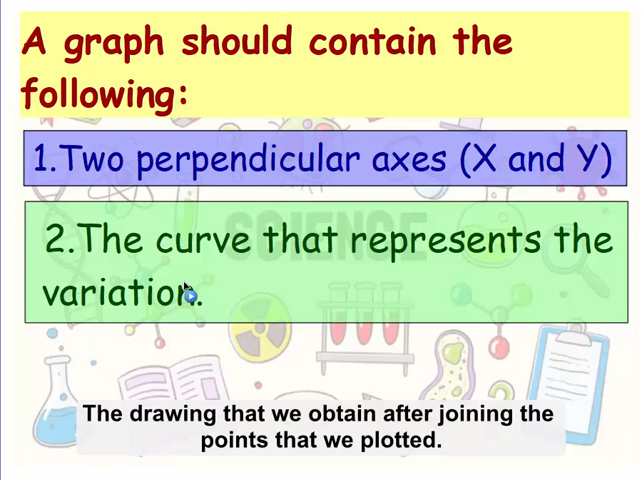 A graph should contain the
following:
1.Two perpendicular axes (X and Y)
SCIENCE
2.The curve that represents the
variation.
The drawing that we obtain after joining the
points that we plotted.